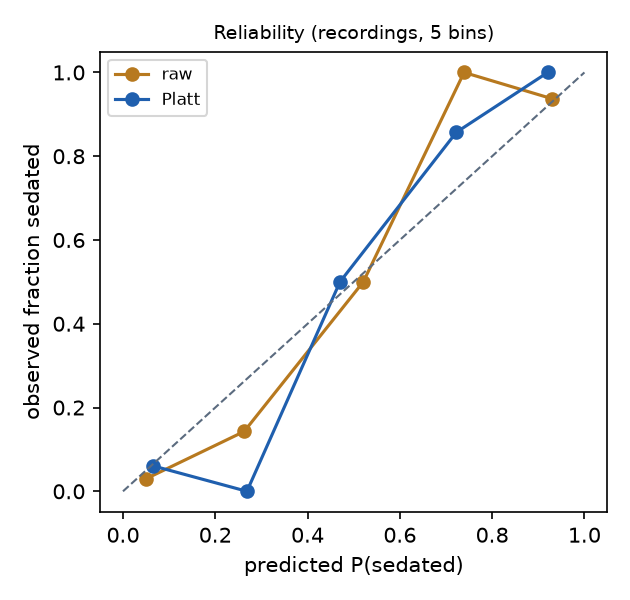 Reliability (recordings, 5 bins)
raw
Platt
1.0
0.8
0.6
0.4
0.2
0.0
observed fraction sedated
0.0 0.2 0.4 0.6 0.8 1.0
predicted P(sedated)